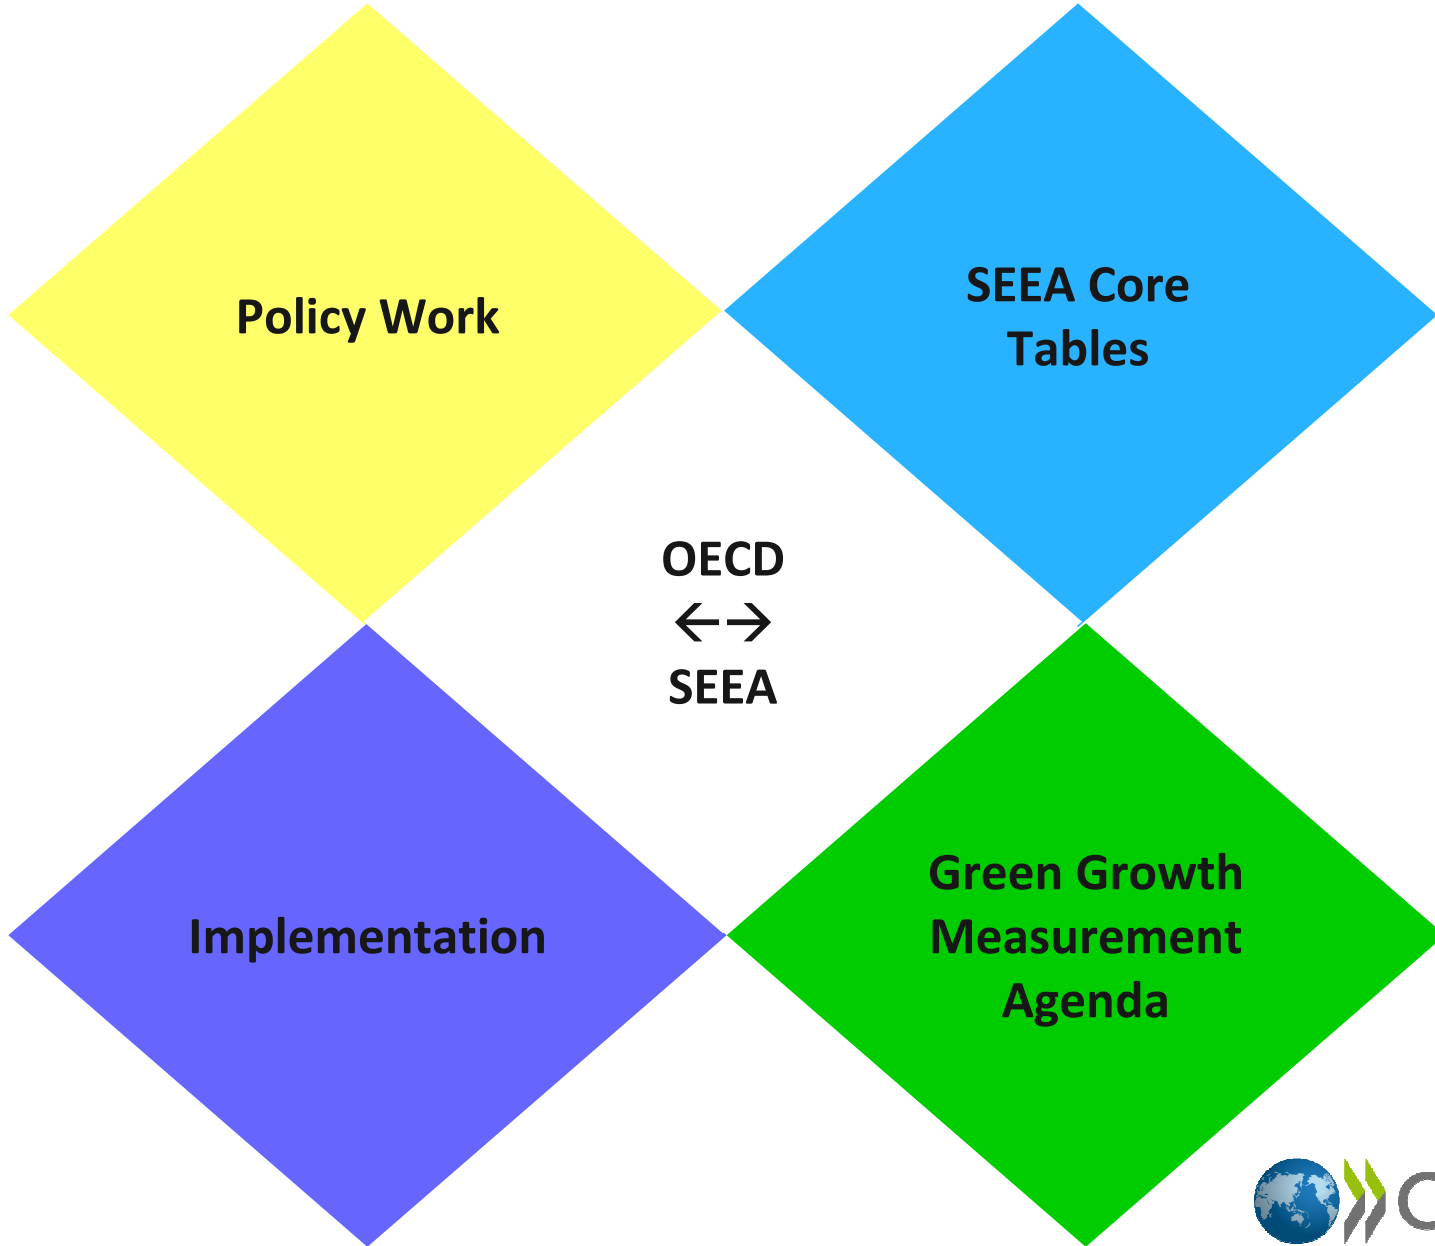 Policy Work
SEEA Core
Tables
OECD
←→
SEEA
Implementation
Green Growth
Measurement
Agenda